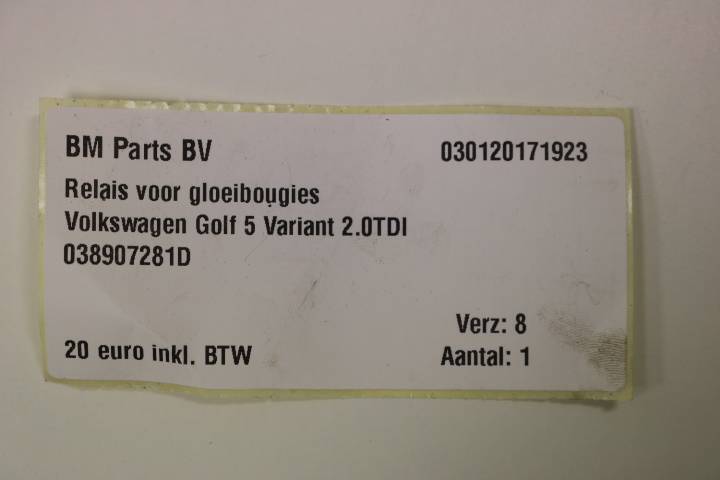 BM Parts BV 030120171923
Relais voor gloeibougies
Volkswagen Golf 5 Variant 2.0TDI
038907281D
Verz: 8
20 euro inkl. BTW Aantal: 1